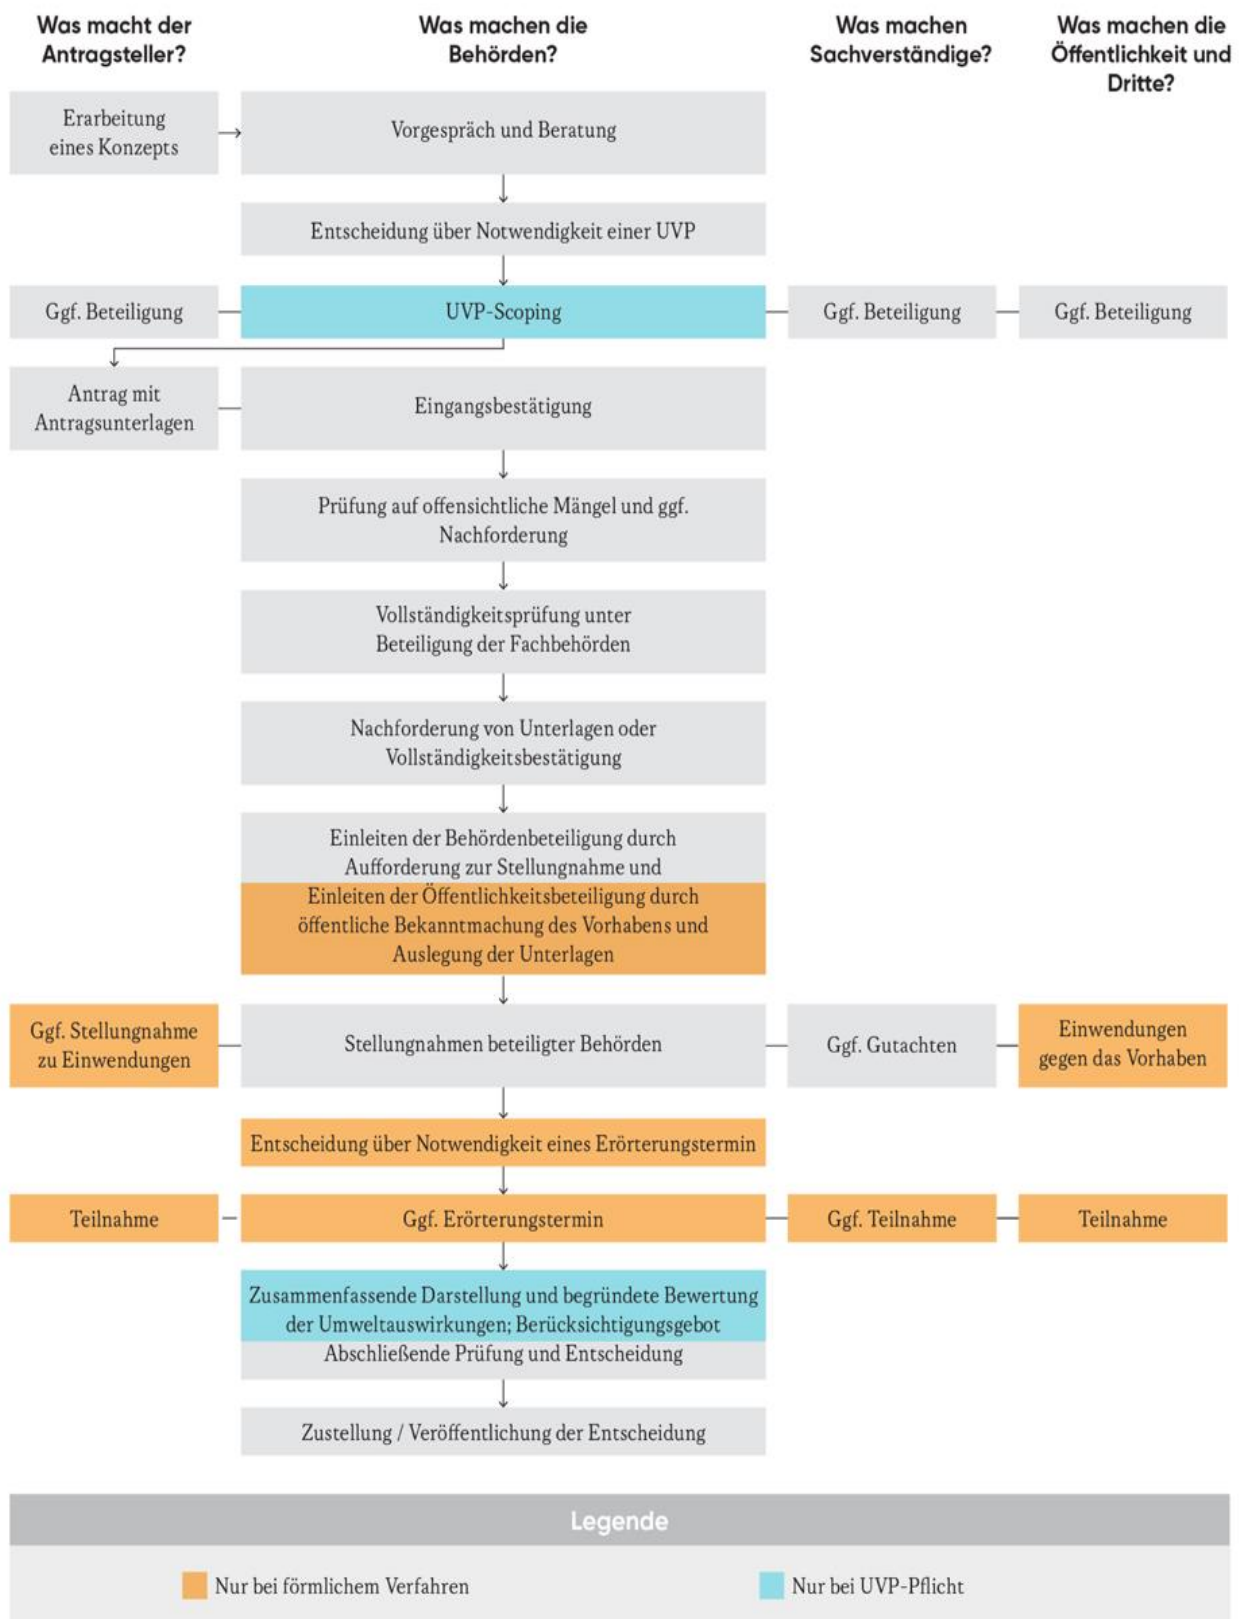 Was macht der
Antragsteller?
Was machen die
Behörden?
Was machen
Sachverständige?
Was machen die
Öffentlichkeit und
Dritte?
Erarbeitung
eines Konzepts
Vorgespräch und Beratung
Entscheidung über Notwendigkeit einer UVP
Ggf. Beteiligung
UVP-Scoping
Ggf. Beteiligung
Ggf. Beteiligung
Antrag mit
Antragsunterlagen
Eingangsbestätigung
Prüfung auf offensichtliche Mängel und ggf.
Nachforderung
Vollständigkeitsprüfung unter
Beteiligung der Fachbehörden
Nachforderung von Unterlagen oder
Vollständigkeitsbestätigung
Einleiten der Behördenbeteiligung durch
Aufforderung zur Stellungnahme und
Einleiten der Öffentlichkeitsbeteiligung durch
öffentliche Bekanntmachung des Vorhabens und
Auslegung der Unterlagen
Ggf. Stellungnahme
zu Einwendungen
Stellungnahmen beteiligter Behörden
Ggf. Gutachten
Einwendungen
gegen das Vorhaben
Entscheidung über Notwendigkeit eines Erörterungstermin
Teilnahme
Ggf. Erörterungstermin
Ggf. Teilnahme
Teilnahme
Zusammenfassende Darstellung und begründete Bewertung
der Umweltauswirkungen; Berücksichtigungsgebot
Abschließende Prüfung und Entscheidung
Zustellung / Veröffentlichung der Entscheidung
Legende
Nur bei förmlichem Verfahren
Nur bei UVP-Pflicht